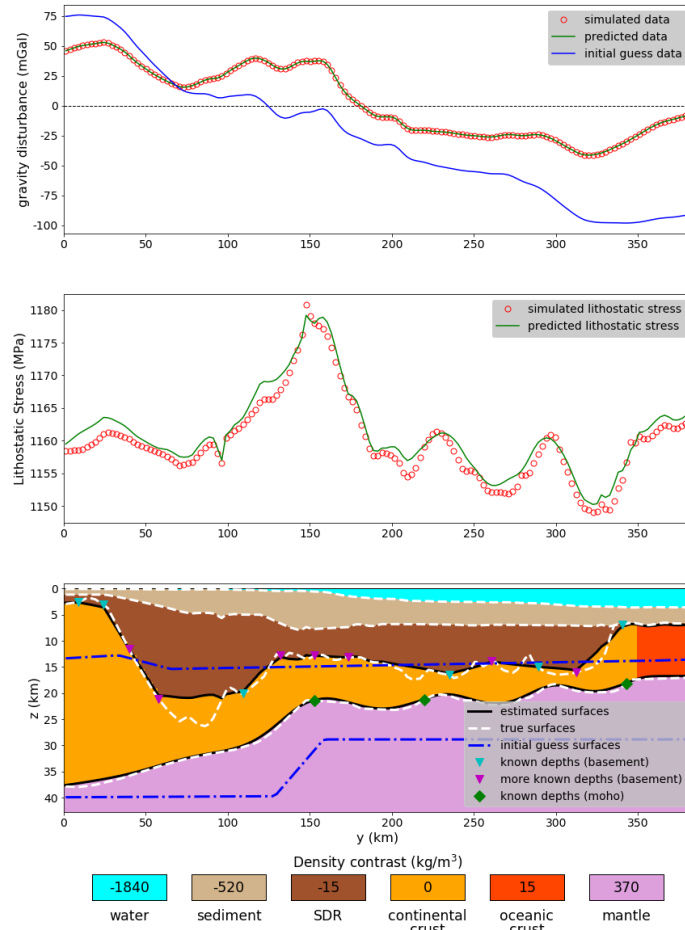 75
50
25
0
-25
-50
-75
-100
gravity disturbance (mGal)
simulated data
predicted data
initial guess data
0 50 100 150 200 250 300 350
1180
1175
1170
1165
1160
1155
1150
Lithostatic Stress (MPa)
simulated lithostatic stress
predicted lithostatic stress
0 50 100 150 200 250 300 350
0
5
10
15
20
25
30
35
40
z (km)
estimated surfaces
true surfaces
initial guess surfaces
known depths (basement)
more known depths (basement)
known depths (moho)
0 50 100 150 200 250 300 350
y (km)
Density contrast (kg/m³)
-1840 -520 -15 0 15 370
water sediment SDR continental crust oceanic crust mantle